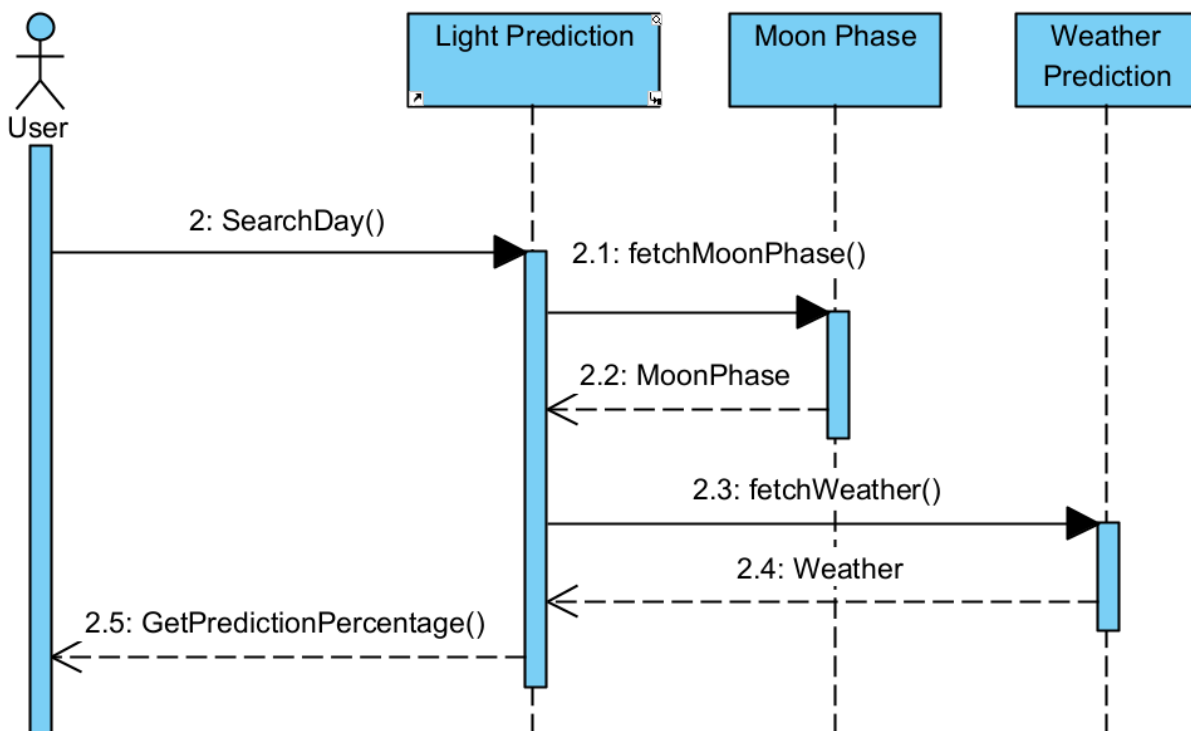 Light Prediction
Moon Phase
Weather
Prediction
User
2: SearchDay()
2.1: fetchMoonPhase()
2.2: MoonPhase
2.3: fetchWeather()
2.4: Weather
2.5: GetPredictionPercentage()